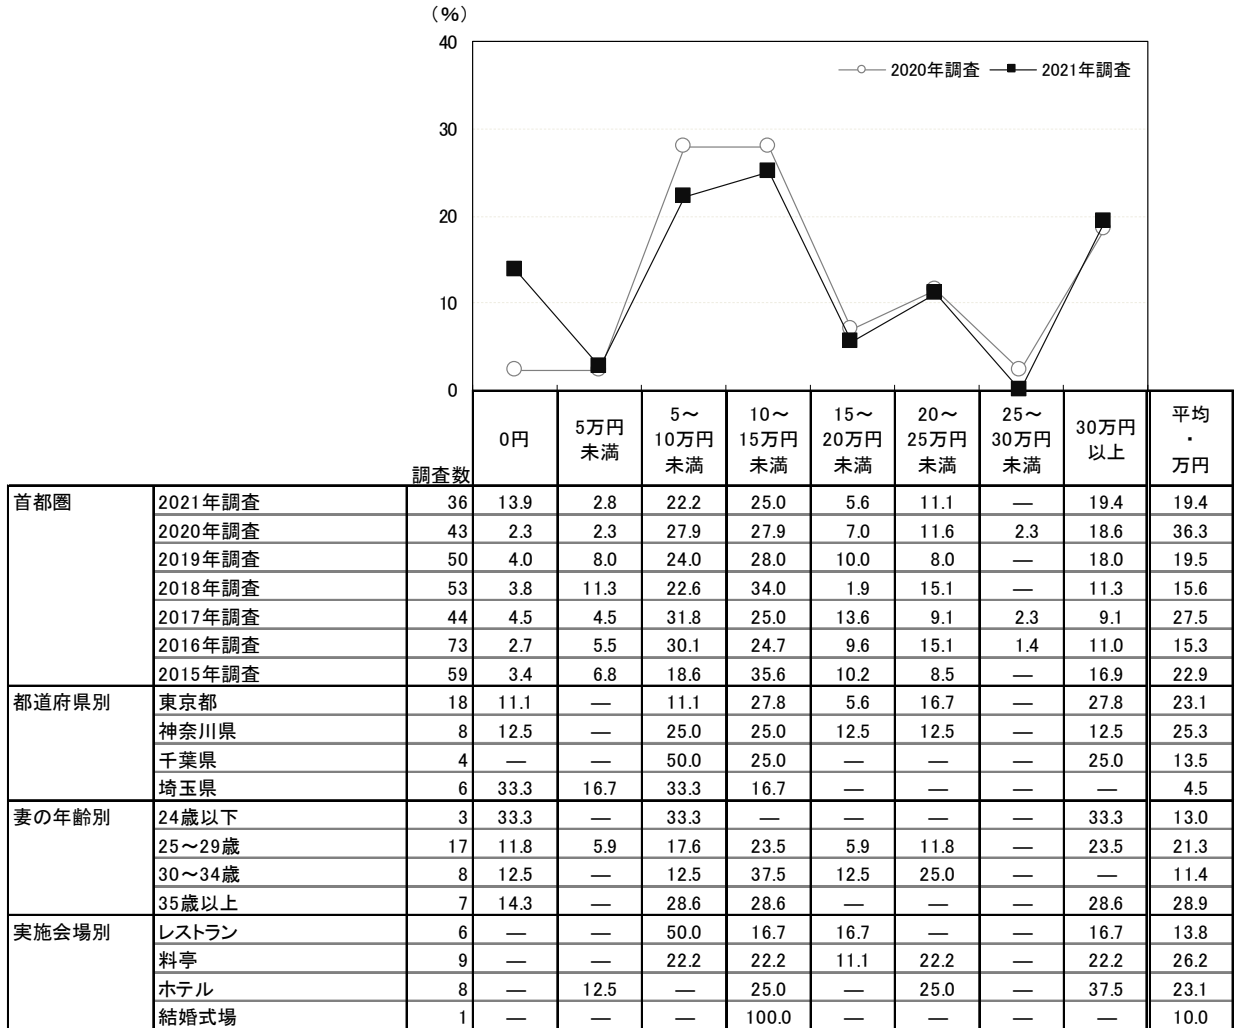 （%）
40
30
20
10
0
2020年調査 2021年調査
調査数 0円 5万円未満 5～10万円未満 10～15万円未満 15～20万円未満 20～25万円未満 25～30万円未満 30万円以上 平均・万円
首都圏 2021年調査 36 13.9 2.8 22.2 25.0 5.6 11.1 — 19.4 19.4
2020年調査 43 2.3 2.3 27.9 27.9 7.0 11.6 2.3 18.6 36.3
2019年調査 50 4.0 8.0 24.0 28.0 10.0 8.0 — 18.0 19.5
2018年調査 53 3.8 11.3 22.6 34.0 1.9 15.1 — 11.3 15.6
2017年調査 44 4.5 4.5 31.8 25.0 13.6 9.1 2.3 9.1 27.5
2016年調査 73 2.7 5.5 30.1 24.7 9.6 15.1 1.4 11.0 15.3
2015年調査 59 3.4 6.8 18.6 35.6 10.2 8.5 — 16.9 22.9
都道府県別 東京都 18 11.1 — 11.1 27.8 5.6 16.7 — 27.8 23.1
神奈川県 8 12.5 — 25.0 25.0 12.5 12.5 — 12.5 25.3
千葉県 4 — — 50.0 25.0 — — — 25.0 13.5
埼玉県 6 33.3 16.7 33.3 16.7 — — — — 4.5
妻の年齢別 24歳以下 3 33.3 — 33.3 — — — — 33.3 13.0
25～29歳 17 11.8 5.9 17.6 23.5 5.9 11.8 — 23.5 21.3
30～34歳 8 12.5 — 12.5 37.5 12.5 25.0 — — 11.4
35歳以上 7 14.3 — 28.6 28.6 — — — 28.6 28.9
実施会場別 レストラン 6 — — 50.0 16.7 16.7 — — 16.7 13.8
料亭 9 — — 22.2 22.2 11.1 22.2 — 22.2 26.2
ホテル 8 — 12.5 — 25.0 — 25.0 — 37.5 23.1
結婚式場 1 — — — 100.0 — — — — 10.0